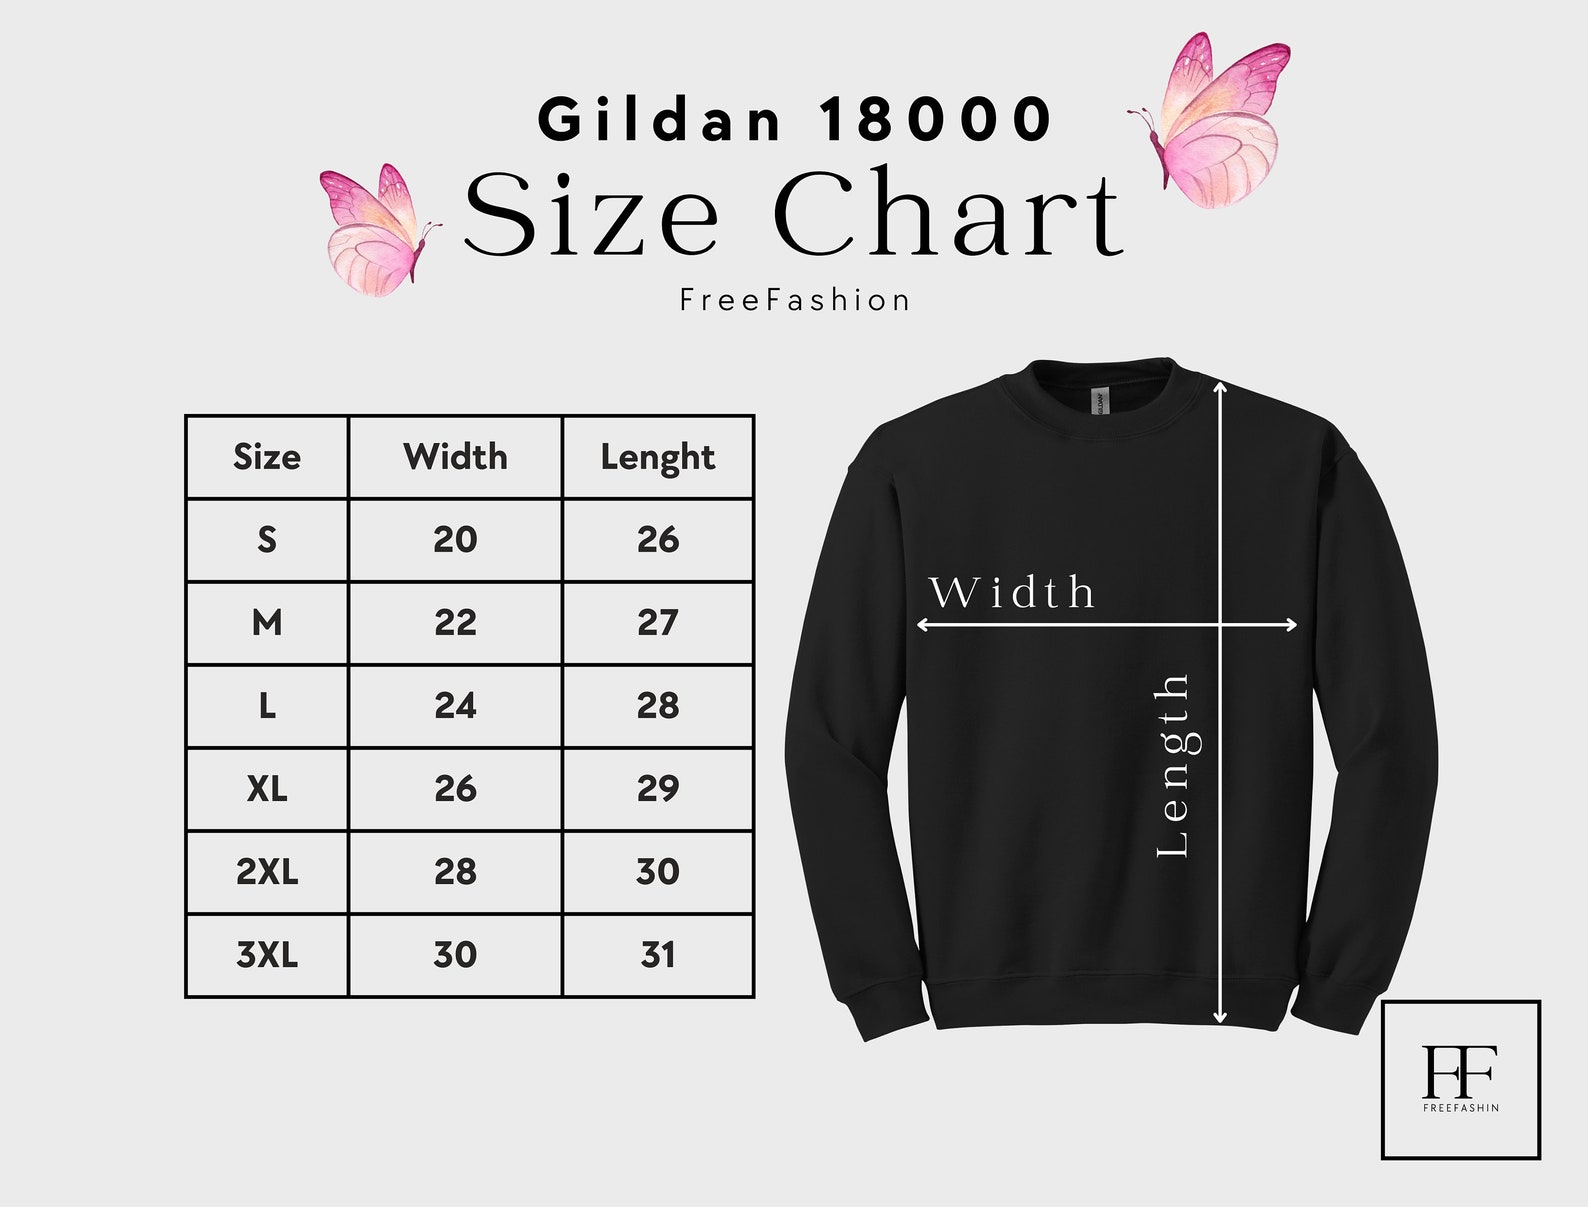 Gildan 18000
Size Chart
FreeFashion
Size Width Lenght
S 20 26
M 22 27
L 24 28
XL 26 29
2XL 28 30
3XL 30 31
GILDAN
Width
Length
FF
FREEFASHIN